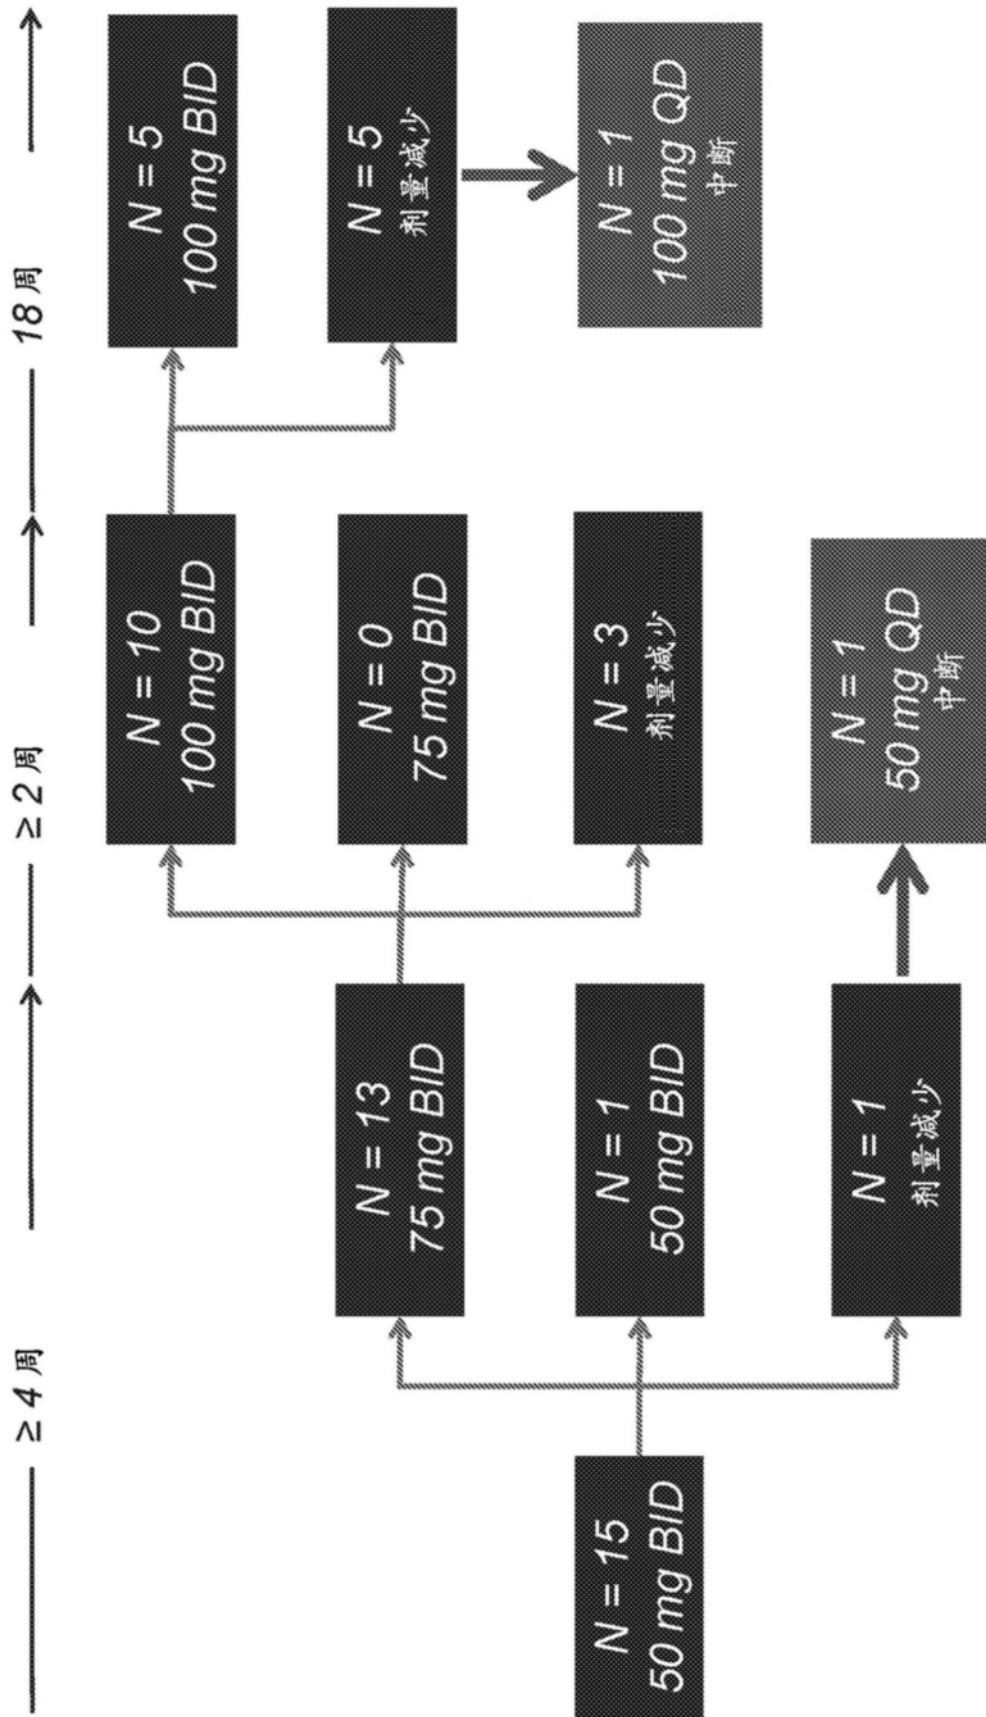 ≥ 4 周
≥ 2 周
18 周
N = 15
50 mg BID
N = 13
75 mg BID
N = 1
50 mg BID
N = 1
剂量减少
N = 10
100 mg BID
N = 0
75 mg BID
N = 3
剂量减少
N = 1
50 mg QD
中断
N = 5
100 mg BID
N = 5
剂量减少
N = 1
100 mg QD
中断